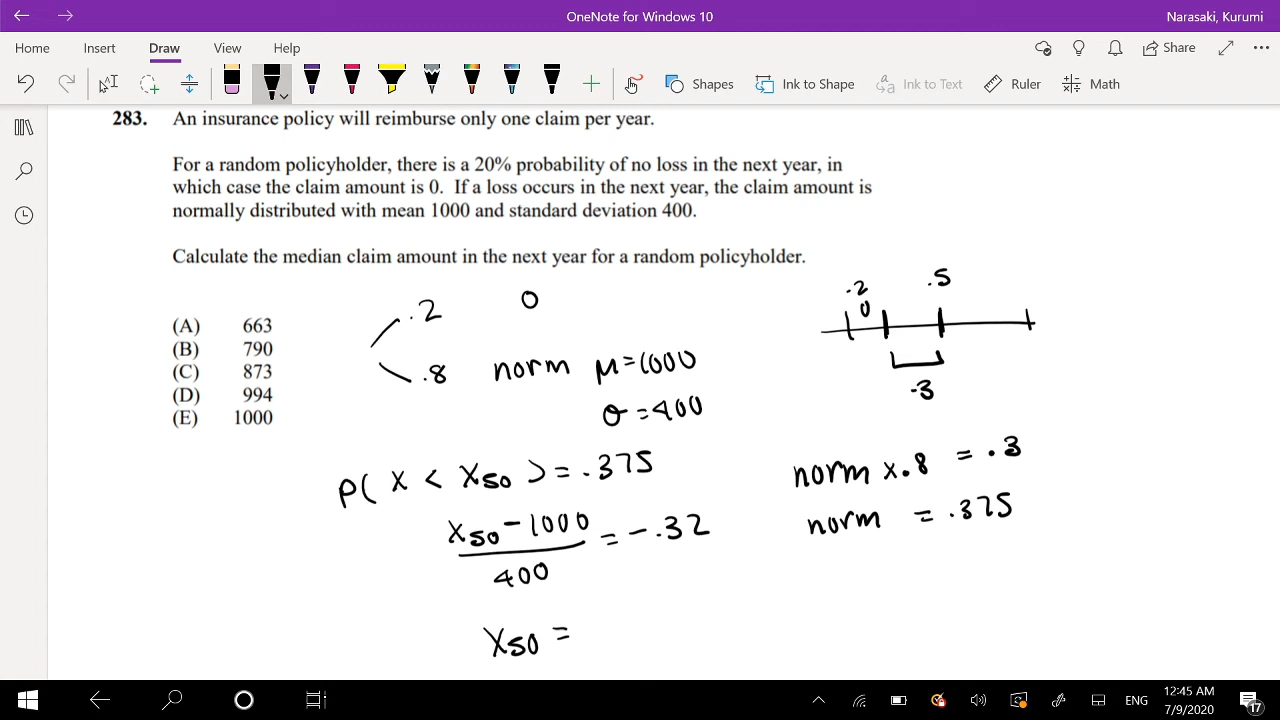 OneNote for Windows 10
Narasaki, Kurumi
Home Insert Draw View Help Share
Shapes Ink to Shape Ink to Text Ruler Math
283. An insurance policy will reimburse only one claim per year.
For a random policyholder, there is a 20% probability of no loss in the next year, in
which case the claim amount is 0. If a loss occurs in the next year, the claim amount is
normally distributed with mean 1000 and standard deviation 400.
Calculate the median claim amount in the next year for a random policyholder.
(A) 663
(B) 790
(C) 873
(D) 994
(E) 1000
.2 0
.8 norm μ=1000
σ=400
.2 .5
0
.3
P( X < X50 ) = .375
X50 - 1000 = -.32
400
X50 =
norm x.8 = .3
norm = .375
ENG
12:45 AM
7/9/2020
17